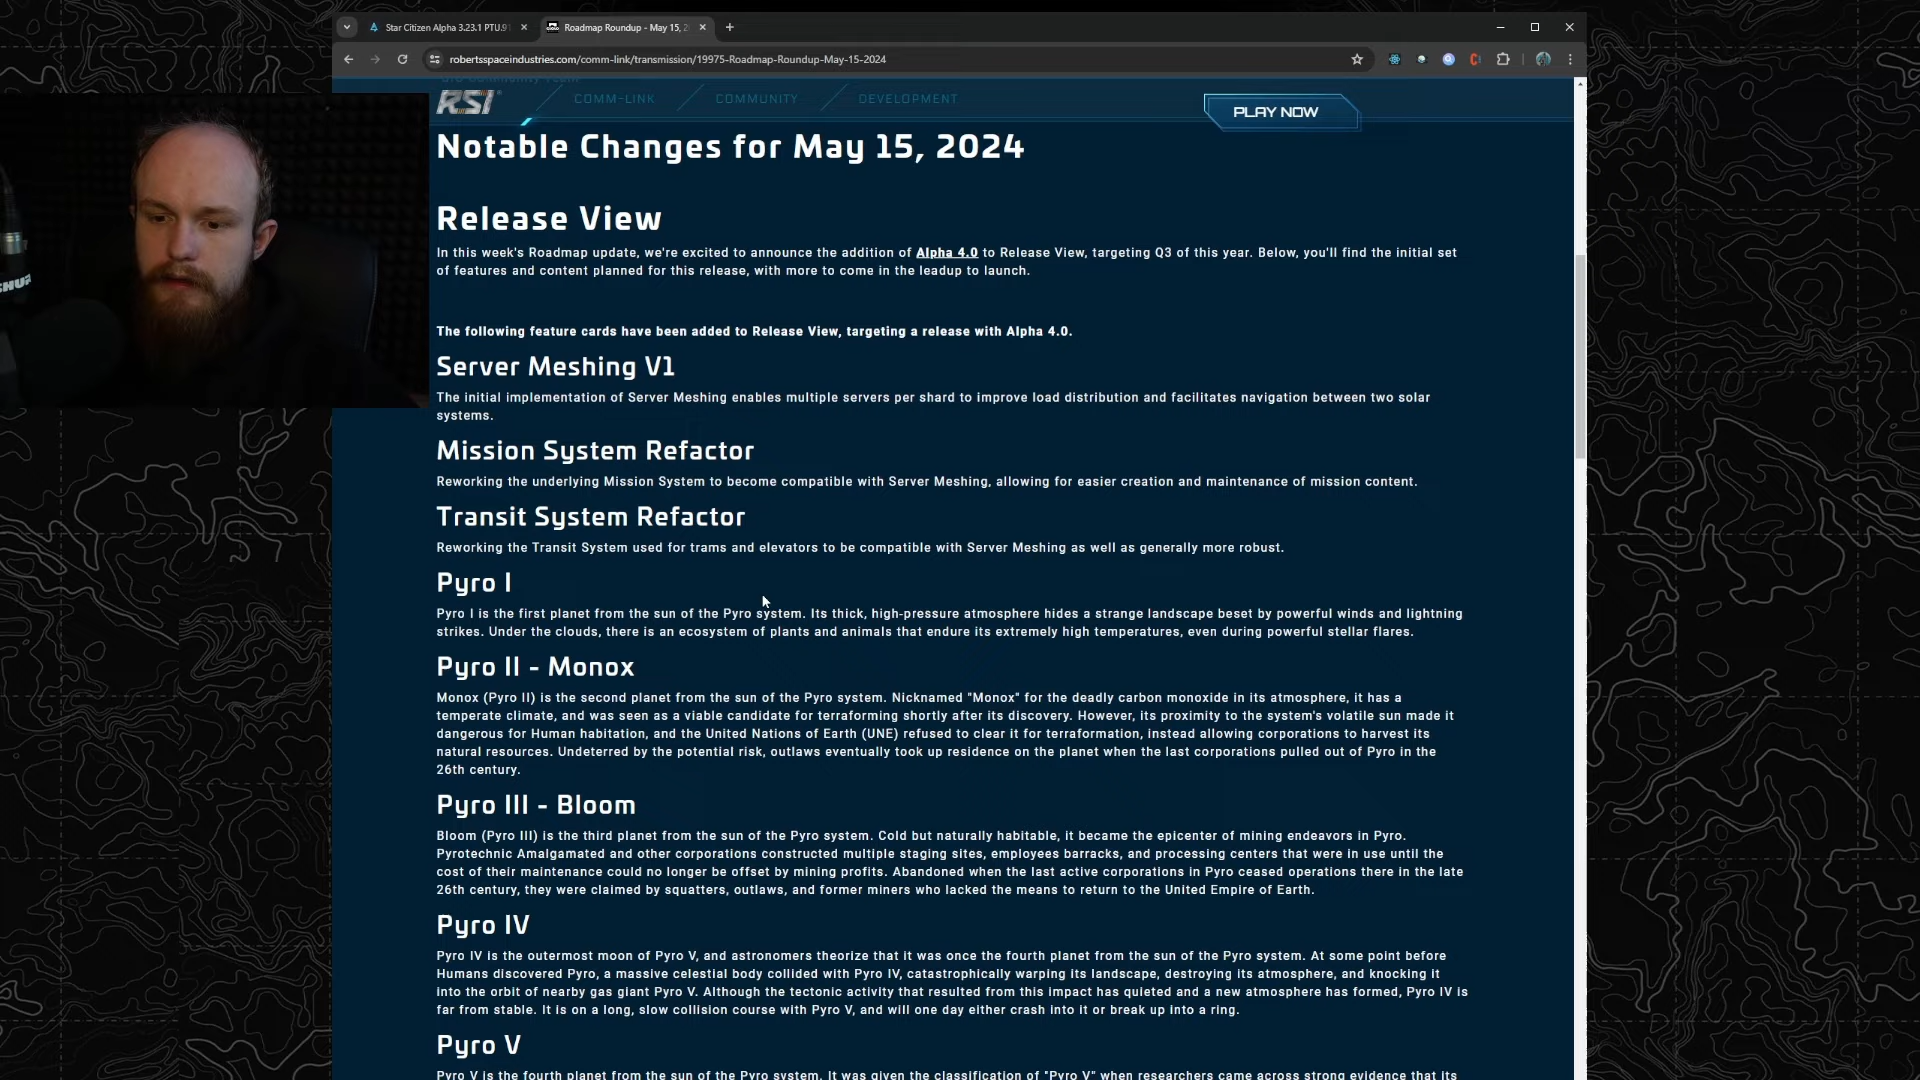 Star Citizen Alpha 3.23.1 PTU.91
Roadmap Roundup - May 15, 2
robertsspaceindustries.com/comm-link/transmission/19975-Roadmap-Roundup-May-15-2024
RSI
COMM-LINK
COMMUNITY
DEVELOPMENT
PLAY NOW
SHUR
Notable Changes for May 15, 2024
Release View
In this week's Roadmap update, we're excited to announce the addition of Alpha 4.0 to Release View, targeting Q3 of this year. Below, you'll find the initial set
of features and content planned for this release, with more to come in the leadup to launch.
The following feature cards have been added to Release View, targeting a release with Alpha 4.0.
Server Meshing V1
The initial implementation of Server Meshing enables multiple servers per shard to improve load distribution and facilitates navigation between two solar
systems.
Mission System Refactor
Reworking the underlying Mission System to become compatible with Server Meshing, allowing for easier creation and maintenance of mission content.
Transit System Refactor
Reworking the Transit System used for trams and elevators to be compatible with Server Meshing as well as generally more robust.
Pyro I
Pyro I is the first planet from the sun of the Pyro system. Its thick, high-pressure atmosphere hides a strange landscape beset by powerful winds and lightning
strikes. Under the clouds, there is an ecosystem of plants and animals that endure its extremely high temperatures, even during powerful stellar flares.
Pyro II - Monox
Monox (Pyro II) is the second planet from the sun of the Pyro system. Nicknamed "Monox" for the deadly carbon monoxide in its atmosphere, it has a
temperate climate, and was seen as a viable candidate for terraforming shortly after its discovery. However, its proximity to the system's volatile sun made it
dangerous for Human habitation, and the United Nations of Earth (UNE) refused to clear it for terraformation, instead allowing corporations to harvest its
natural resources. Undeterred by the potential risk, outlaws eventually took up residence on the planet when the last corporations pulled out of Pyro in the
26th century.
Pyro III - Bloom
Bloom (Pyro III) is the third planet from the sun of the Pyro system. Cold but naturally habitable, it became the epicenter of mining endeavors in Pyro.
Pyrotechnic Amalgamated and other corporations constructed multiple staging sites, employees barracks, and processing centers that were in use until the
cost of their maintenance could no longer be offset by mining profits. Abandoned when the last active corporations in Pyro ceased operations there in the late
26th century, they were claimed by squatters, outlaws, and former miners who lacked the means to return to the United Empire of Earth.
Pyro IV
Pyro IV is the outermost moon of Pyro V, and astronomers theorize that it was once the fourth planet from the sun of the Pyro system. At some point before
Humans discovered Pyro, a massive celestial body collided with Pyro IV, catastrophically warping its landscape, destroying its atmosphere, and knocking it
into the orbit of nearby gas giant Pyro V. Although the tectonic activity that resulted from this impact has quieted and a new atmosphere has formed, Pyro IV is
far from stable. It is on a long, slow collision course with Pyro V, and will one day either crash into it or break up into a ring.
Pyro V
Pyro V is the fourth planet from the sun of the Pyro system. It was given the classification of "Pyro V" when researchers came across strong evidence that its